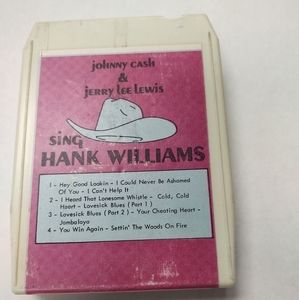 johnny cash
&
jerry lee lewis
sing
HANK WILLIAMS
1 - Hey Good Lookin - I Could Never Be Ashamed
Of You - I Can't Help It
2 - I Heard That Lonesome Whistle - Cold, Cold
Heart - Lovesick Blues ( Part 1 )
3 - Lovesick Blues ( Part 2 ) - Your Cheating Heart -
Jambalaya
4 - You Win Again - Settin' The Woods On Fire